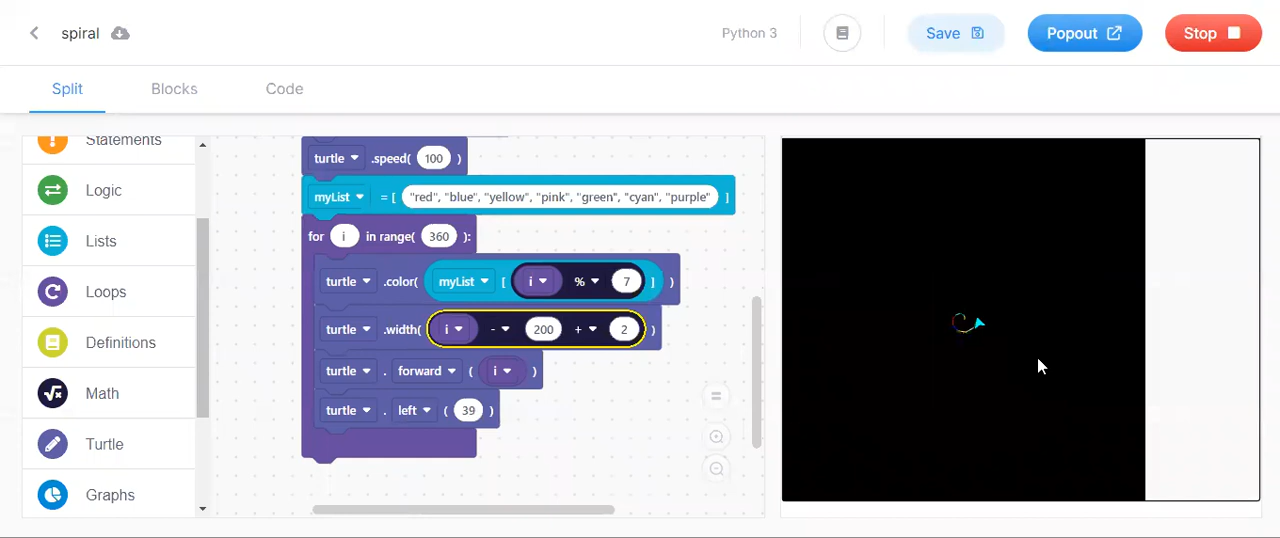 spiral
Python 3
Save
Popout
Stop
Split
Blocks
Code
Statements
Logic
Lists
Loops
Definitions
Math
Turtle
Graphs
turtle .speed( 100 )
myList = [ "red", "blue", "yellow", "pink", "green", "cyan", "purple" ]
for i in range( 360 ):
turtle .color( myList [ i % 7 ] )
turtle .width( i - 200 + 2 )
turtle . forward ( i )
turtle . left ( 39 )